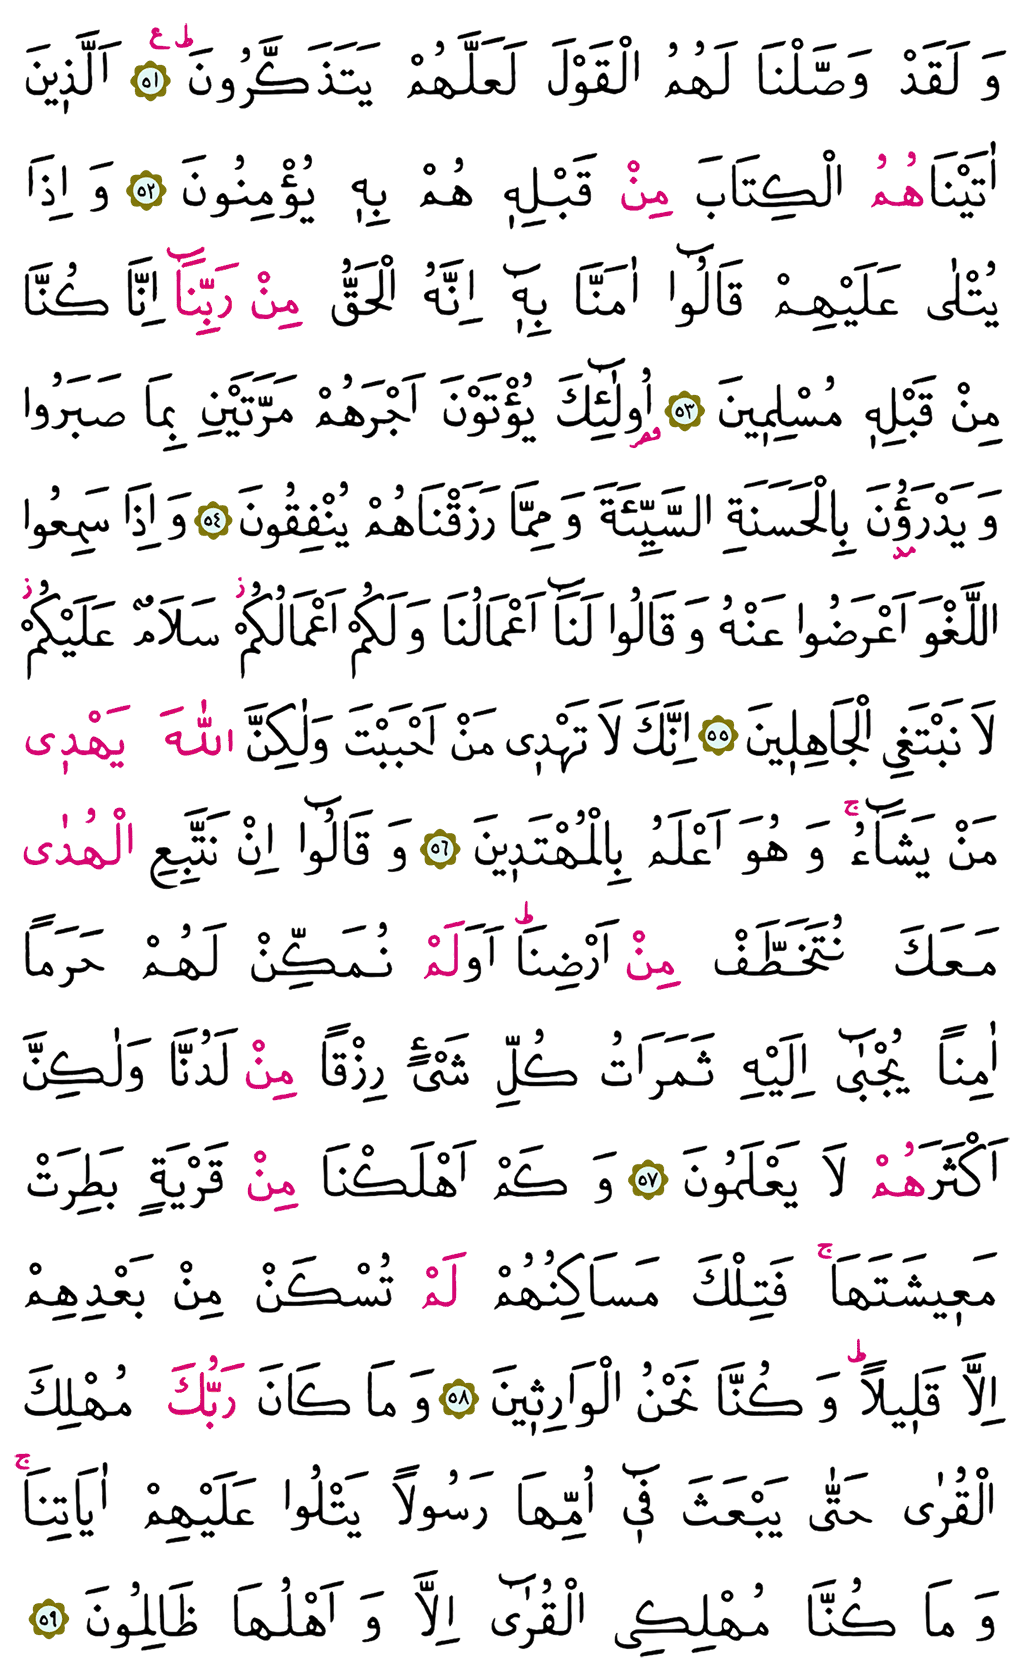 وَ لَقَدْ وَصَّلْنَا لَهُمُ الْقَوْلَ لَعَلَّهُمْ يَتَذَكَّرُونَ ؕ ع ٥١ اَلَّذ۪ينَ
اٰتَيْنَاهُمُ الْكِتَابَ مِنْ قَبْلِه۪ هُمْ بِه۪ يُؤْمِنُونَ ٥٢ وَ اِذَا
يُتْلٰى عَلَيْهِمْ قَالُٓوا اٰمَنَّا بِه۪ٓ اِنَّهُ الْحَقُّ مِنْ رَبِّنَٓا اِنَّا كُنَّا
مِنْ قَبْلِه۪ مُسْلِم۪ينَ ٥٣ اُو۬لٰٓئِكَ يُؤْتَوْنَ اَجْرَهُمْ مَرَّتَيْنِ بِمَا صَبَرُوا
وَ يَدْرَؤُ۫نَ بِالْحَسَنَةِ السَّيِّئَةَ وَ مِمَّا رَزَقْنَاهُمْ يُنْفِقُونَ ٥٤ وَ اِذَا سَمِعُوا
اللَّغْوَ اَعْرَضُوا عَنْهُ وَ قَالُوا لَنَٓا اَعْمَالُنَا وَ لَكُمْ اَعْمَالُكُمْ ز سَلَامٌ عَلَيْكُمْ ز
لَا نَبْتَغِي الْجَاهِل۪ينَ ٥٥ اِنَّكَ لَا تَهْد۪ى مَنْ اَحْبَبْتَ وَلٰكِنَّ اللّٰهَ يَهْد۪ى
مَنْ يَشَٓاءُ ۚ وَ هُوَ اَعْلَمُ بِالْمُهْتَد۪ينَ ٥٦ وَ قَالُٓوا اِنْ نَتَّبِعِ الْهُدٰى
مَعَكَ نُتَخَطَّفْ مِنْ اَرْضِنَا ؕ اَوَلَمْ نُمَكِّنْ لَهُمْ حَرَمًا
اٰمِنًا يُجْبٰٓى اِلَيْهِ ثَمَرَاتُ كُلِّ شَىْءٍ رِزْقًا مِنْ لَدُنَّا وَلٰكِنَّ
اَكْثَرَهُمْ لَا يَعْلَمُونَ ٥٧ وَ كَمْ اَهْلَكْنَا مِنْ قَرْيَةٍ بَطِرَتْ
مَع۪يشَتَهَا ۚ فَتِلْكَ مَسَاكِنُهُمْ لَمْ تُسْكَنْ مِنْ بَعْدِهِمْ
اِلَّا قَل۪يلًا ؕ وَ كُنَّا نَحْنُ الْوَارِث۪ينَ ٥٨ وَ مَا كَانَ رَبُّكَ مُهْلِكَ
الْقُرٰى حَتّٰى يَبْعَثَ ف۪ٓى اُمِّهَا رَسُولًا يَتْلُوا عَلَيْهِمْ اٰيَاتِنَا ۚ
وَ مَا كُنَّا مُهْلِكِى الْقُرٰٓى اِلَّا وَ اَهْلُهَا ظَالِمُونَ ٥٩